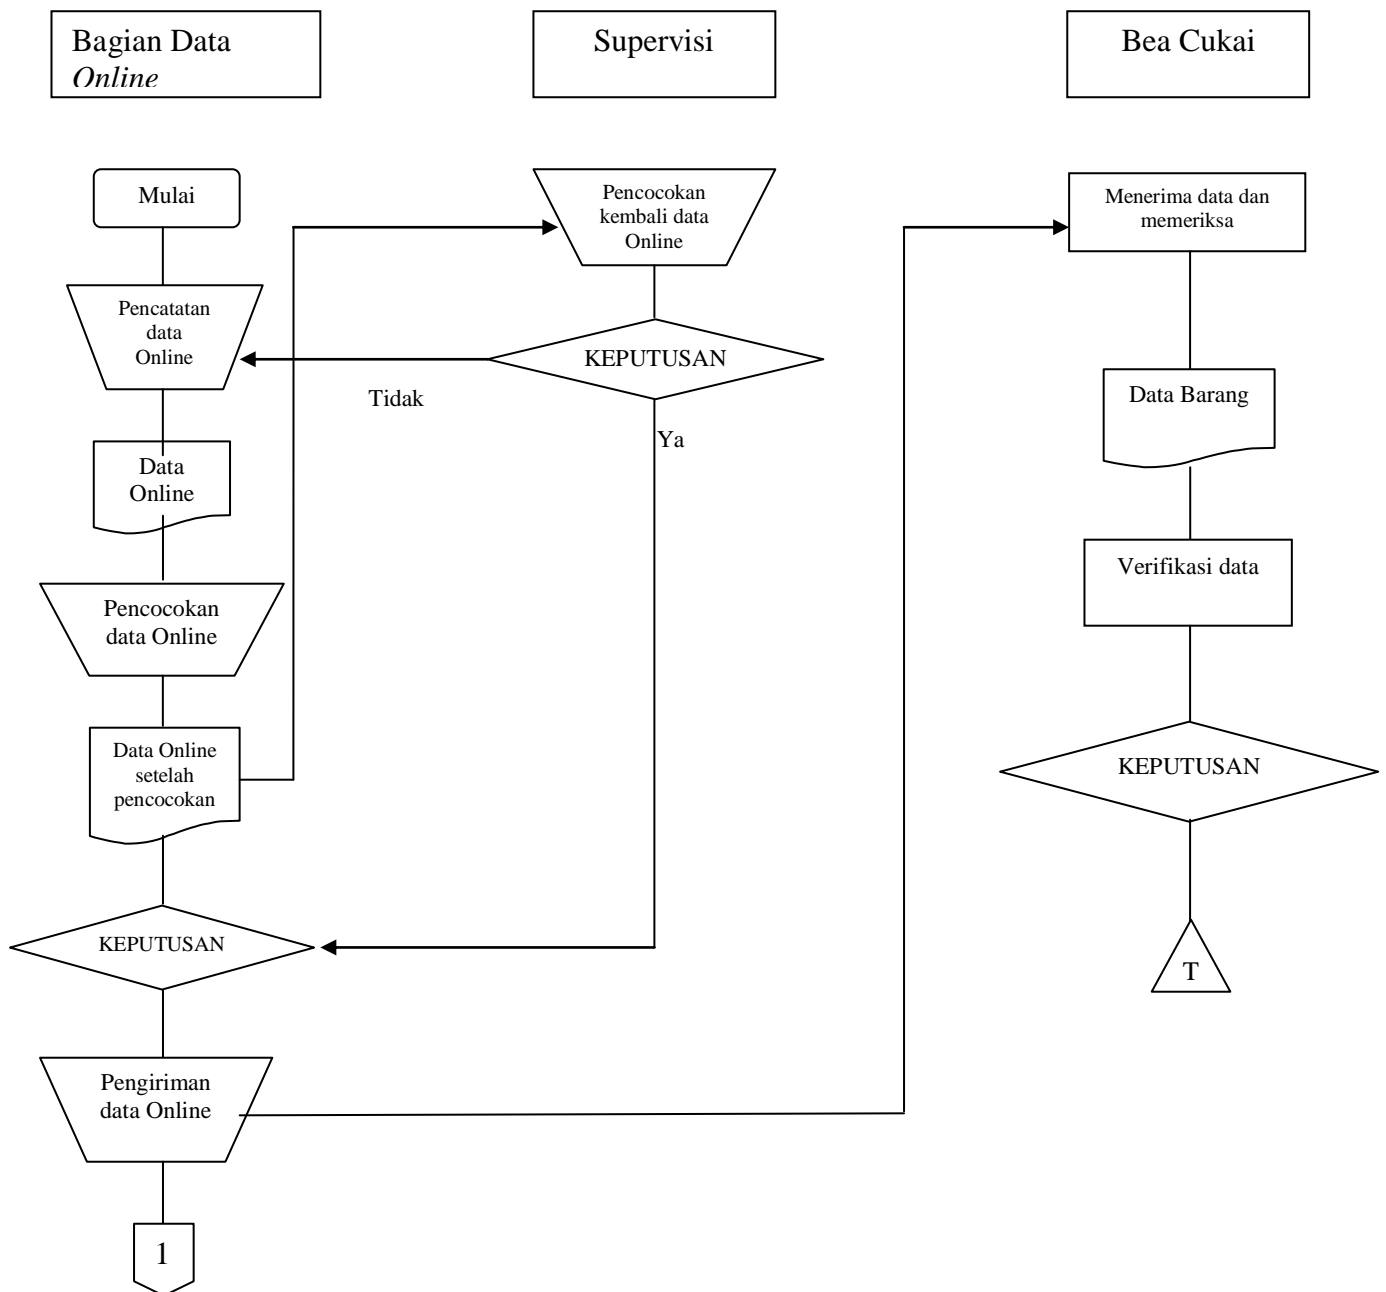 Bagian Data
Online
Supervisi
Bea Cukai
Mulai
Pencatatan
data
Online
Data
Online
Pencocokan
data Online
Data Online
setelah
pencocokan
KEPUTUSAN
Pengiriman
data Online
1
Pencocokan
kembali data
Online
KEPUTUSAN
Tidak
Ya
Menerima data dan
memeriksa
Data Barang
Verifikasi data
KEPUTUSAN
T